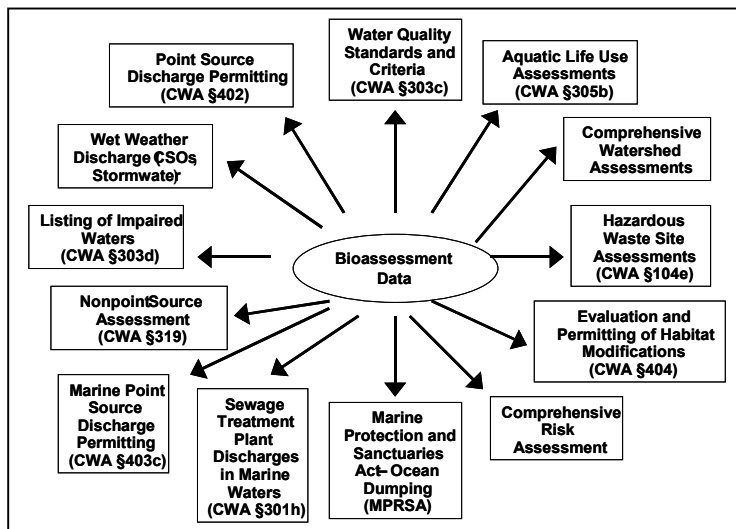 Water Quality
Standards and
Criteria
(CWA §303c)
Point Source
Discharge Permitting
(CWA §402)
Aquatic Life Use
Assessments
(CWA §305b)
Wet Weather
Discharge (CSOs,
Stormwater)
Comprehensive
Watershed
Assessments
Listing of Impaired
Waters
(CWA §303d)
Hazardous
Waste Site
Assessments
(CWA §104e)
Bioassessment
Data
Nonpoint Source
Assessment
(CWA §319)
Evaluation and
Permitting of Habitat
Modifications
(CWA §404)
Marine Point
Source
Discharge
Permitting
(CWA §403c)
Sewage
Treatment
Plant
Discharges
in Marine
Waters
(CWA §301h)
Marine
Protection and
Sanctuaries
Act–Ocean
Dumping
(MPRSA)
Comprehensive
Risk
Assessment